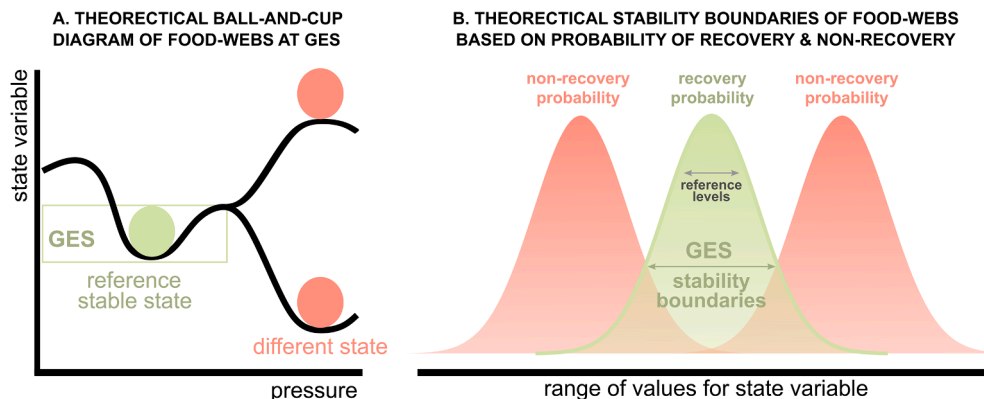 A. THEORECTICAL BALL-AND-CUP
DIAGRAM OF FOOD-WEBS AT GES
state variable
GES
reference
stable state
different state
pressure
B. THEORECTICAL STABILITY BOUNDARIES OF FOOD-WEBS
BASED ON PROBABILITY OF RECOVERY & NON-RECOVERY
non-recovery
probability
recovery
probability
non-recovery
probability
reference
levels
GES
stability
boundaries
range of values for state variable